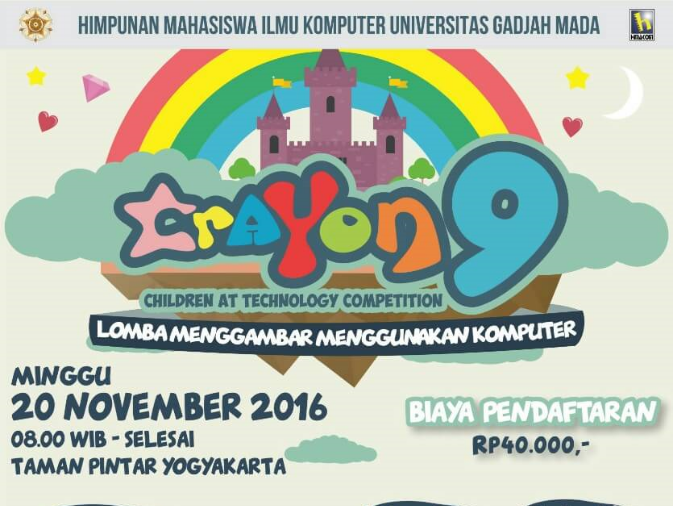 HIMPUNAN MAHASISWA ILMU KOMPUTER UNIVERSITAS GADJAH MADA
HIMAKOM
CrAYon 9
CHILDREN AT TECHNOLOGY COMPETITION
LOMBA MENGGAMBAR MENGGUNAKAN KOMPUTER
MINGGU
20 NOVEMBER 2016
08.00 WIB - SELESAI
TAMAN PINTAR YOGYAKARTA
BIAYA PENDAFTARAN
RP40.000,-